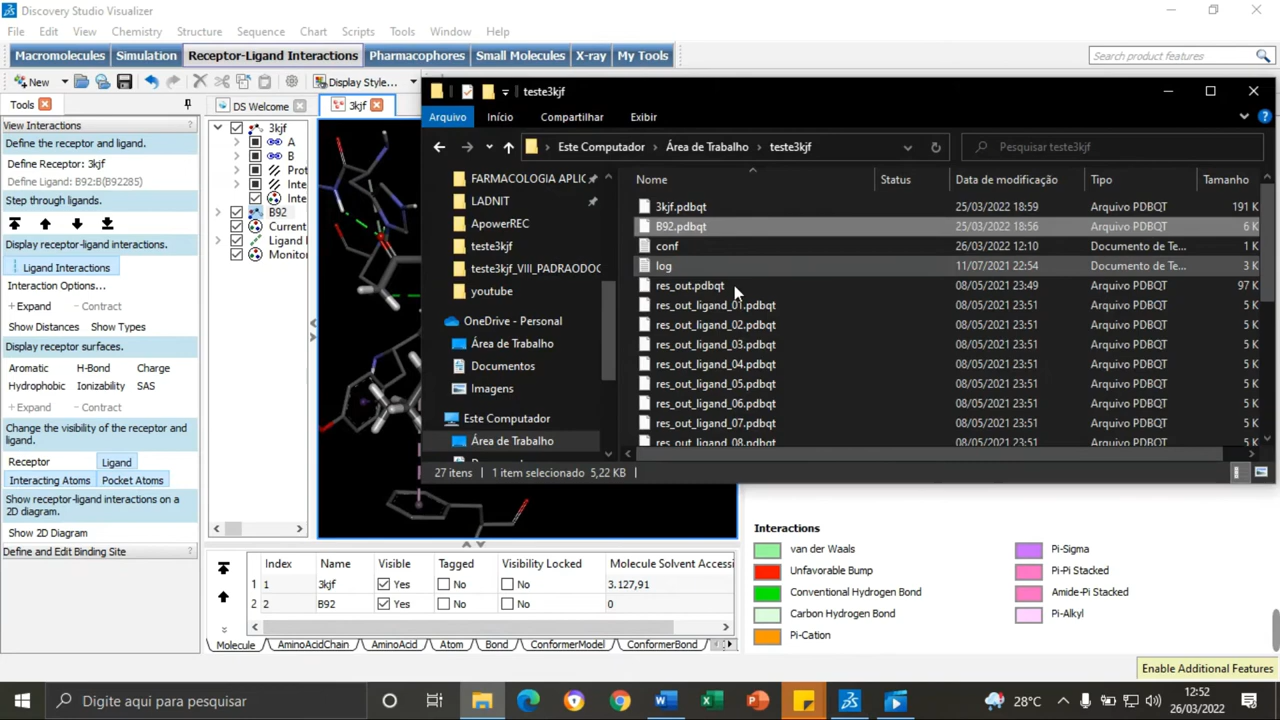 Discovery Studio Visualizer
File Edit View Chemistry Structure Sequence Chart Scripts Tools Window Help
Macromolecules Simulation Receptor-Ligand Interactions Pharmacophores Small Molecules X-ray My Tools
Search product features
New Display Style...
Tools
DS Welcome 3kjf
View Interactions ?
Define the receptor and ligand.
Define Receptor: 3kjf
Define Ligand: B92:B(B92285)
Step through ligands.
Display receptor-ligand interactions.
Ligand Interactions
Interaction Options...
+ Expand − Contract
Show Distances Show Types
Display receptor surfaces.
Aromatic H-Bond Charge
Hydrophobic Ionizability SAS
+ Expand − Contract
Change the visibility of the receptor and
ligand.
Receptor Ligand
Interacting Atoms Pocket Atoms
Show receptor-ligand interactions on a
2D diagram.
Show 2D Diagram
Define and Edit Binding Site ?
3kjf
A
B
Prot
Inte
Inte
B92
Current
Ligand I
Monitor
teste3kjf
Arquivo Início Compartilhar Exibir
Este Computador > Área de Trabalho > teste3kjf
Pesquisar teste3kjf
FARMACOLOGIA APLIC
LADNIT
ApowerREC
teste3kjf
teste3kjf_VIII_PADRAODOC
youtube
OneDrive - Personal
Área de Trabalho
Documentos
Imagens
Este Computador
Área de Trabalho
Nome Status Data de modificação Tipo Tamanho
3kjf.pdbqt 25/03/2022 18:59 Arquivo PDBQT 191 K
B92.pdbqt 25/03/2022 18:56 Arquivo PDBQT 6 K
conf 26/03/2022 12:10 Documento de Te... 1 K
log 11/07/2021 22:54 Documento de Te... 3 K
res_out.pdbqt 08/05/2021 23:49 Arquivo PDBQT 97 K
res_out_ligand_01.pdbqt 08/05/2021 23:51 Arquivo PDBQT 5 K
res_out_ligand_02.pdbqt 08/05/2021 23:51 Arquivo PDBQT 5 K
res_out_ligand_03.pdbqt 08/05/2021 23:51 Arquivo PDBQT 5 K
res_out_ligand_04.pdbqt 08/05/2021 23:51 Arquivo PDBQT 5 K
res_out_ligand_05.pdbqt 08/05/2021 23:51 Arquivo PDBQT 5 K
res_out_ligand_06.pdbqt 08/05/2021 23:51 Arquivo PDBQT 5 K
res_out_ligand_07.pdbqt 08/05/2021 23:51 Arquivo PDBQT 5 K
res_out_ligand_08.pdbqt 08/05/2021 23:51 Arquivo PDBQT 5 K
27 itens 1 item selecionado 5,22 KB
Interactions
van der Waals
Unfavorable Bump
Conventional Hydrogen Bond
Carbon Hydrogen Bond
Pi-Cation
Pi-Sigma
Pi-Pi Stacked
Amide-Pi Stacked
Pi-Alkyl
Index Name Visible Tagged Visibility Locked Molecule Solvent Accessi
1 1 3kjf Yes No No 3.127,91
2 2 B92 Yes No No 0
Molecule AminoAcidChain AminoAcid Atom Bond ConformerModel ConformerBond
Enable Additional Features
Digite aqui para pesquisar
28°C
12:52
26/03/2022